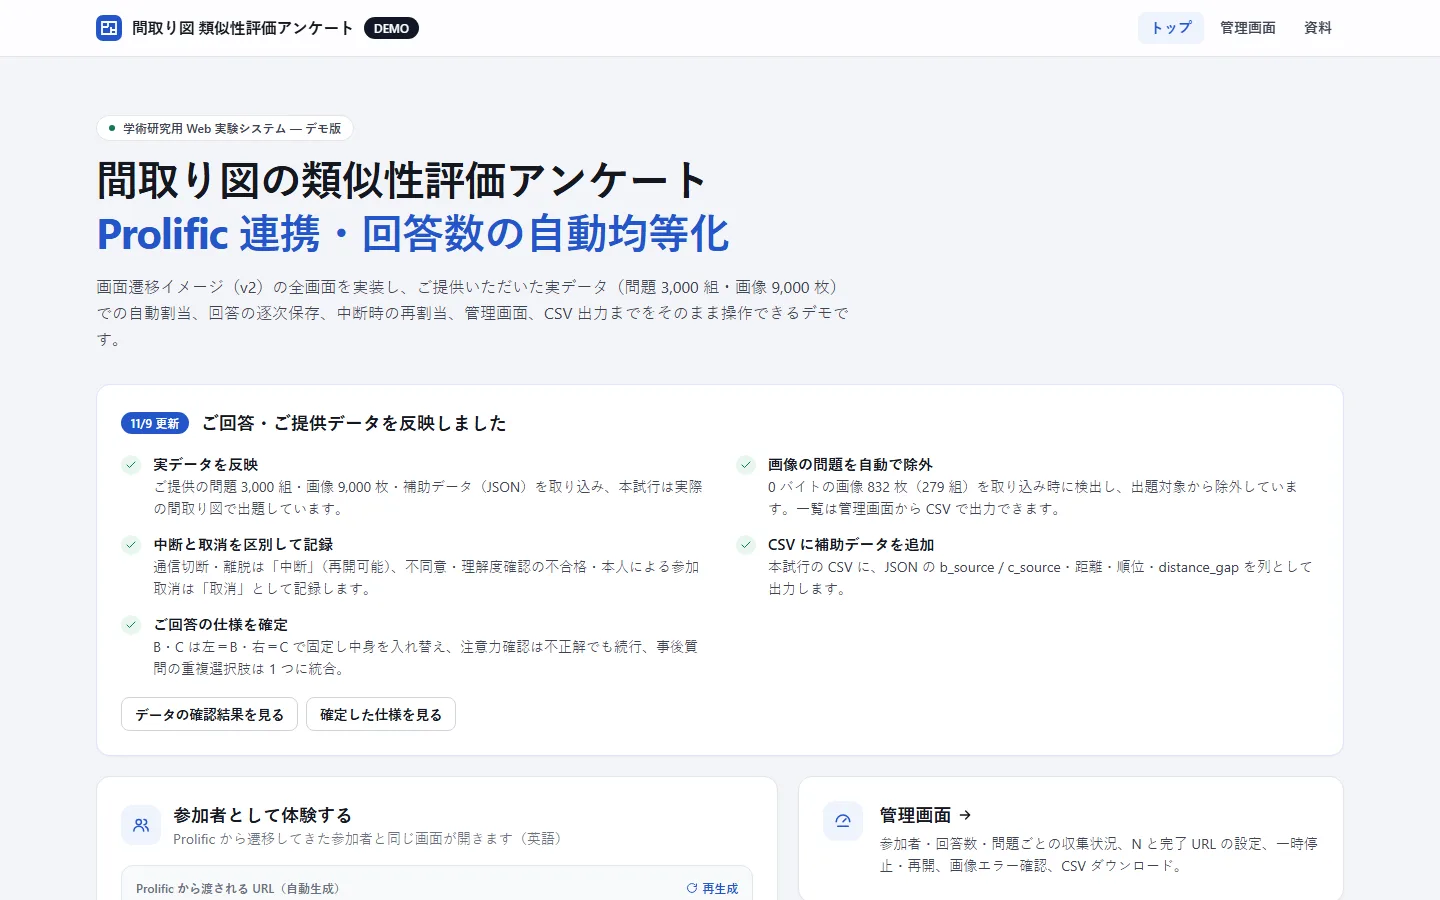 間取り図 類似性評価アンケート DEMO
トップ 管理画面 資料
学術研究用 Web 実験システム — デモ版
間取り図の類似性評価アンケート
Prolific 連携・回答数の自動均等化
画面遷移イメージ（v2）の全画面を実装し、ご提供いただいた実データ（問題 3,000 組・画像 9,000 枚）
での自動割当、回答の逐次保存、中断時の再割当、管理画面、CSV 出力までをそのまま操作できるデモで
す。
11/9 更新 ご回答・ご提供データを反映しました
実データを反映
ご提供の問題 3,000 組・画像 9,000 枚・補助データ（JSON）を取り込み、本試行は実際
の間取り図で出題しています。
画像の問題を自動で除外
0 バイトの画像 832 枚（279 組）を取り込み時に検出し、出題対象から除外していま
す。一覧は管理画面から CSV で出力できます。
中断と取消を区別して記録
通信切断・離脱は「中断」（再開可能）、不同意・理解度確認の不合格・本人による参加
取消は「取消」として記録します。
CSV に補助データを追加
本試行の CSV に、JSON の b_source / c_source・距離・順位・distance_gap を列として
出力します。
ご回答の仕様を確定
B・C は左＝B・右＝C で固定し中身を入れ替え、注意力確認は不正解でも続行、事後質
問の重複選択肢は 1 つに統合。
データの確認結果を見る 確定した仕様を見る
参加者として体験する
Prolific から遷移してきた参加者と同じ画面が開きます（英語）
Prolific から渡される URL（自動生成） 再生成
管理画面 →
参加者・回答数・問題ごとの収集状況、N と完了 URL の設定、一時停
止・再開、画像エラー確認、CSV ダウンロード。